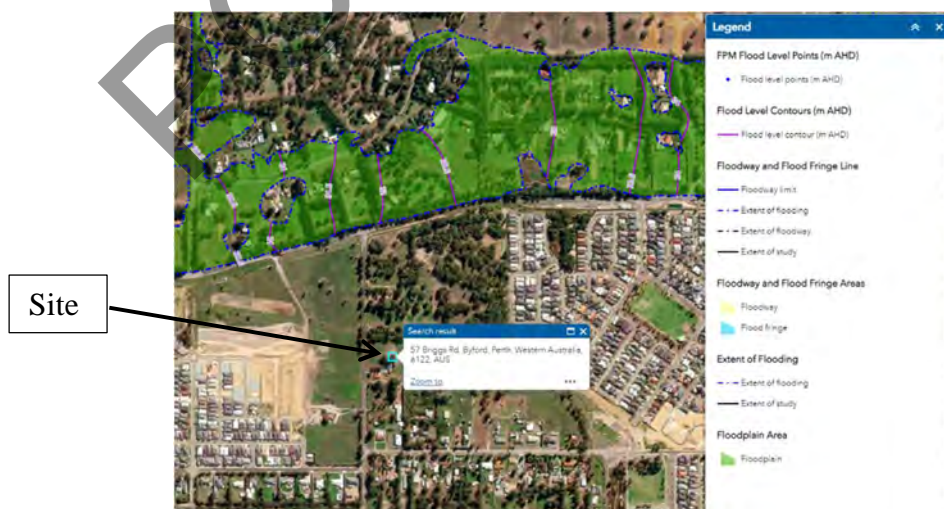 Site
Search result
57 Briggs Rd, Byford, Perth, Western Australia,
6122, AUS
Zoom to
Legend
FPM Flood Level Points (m AHD)
Flood level points (m AHD)
Flood Level Contours (m AHD)
Flood level contour (m AHD)
Floodway and Flood Fringe Line
Floodway limit
Extent of flooding
Extent of floodway
Extent of study
Floodway and Flood Fringe Areas
Floodway
Flood fringe
Extent of Flooding
Extent of flooding
Extent of study
Floodplain Area
Floodplain